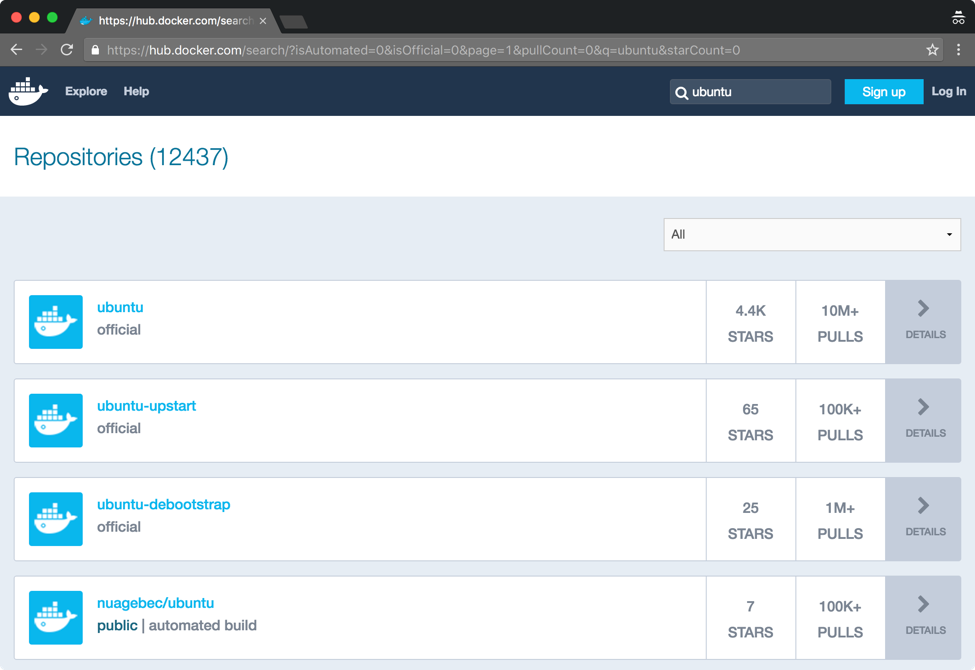 https://hub.docker.com/search
https://hub.docker.com/search/?isAutomated=0&isOfficial=0&page=1&pullCount=0&q=ubuntu&starCount=0
Explore Help ubuntu Sign up Log In
Repositories (12437)
All
ubuntu
official
4.4K
STARS
10M+
PULLS
DETAILS
ubuntu-upstart
official
65
STARS
100K+
PULLS
DETAILS
ubuntu-debootstrap
official
25
STARS
1M+
PULLS
DETAILS
nuagebec/ubuntu
public | automated build
7
STARS
100K+
PULLS
DETAILS